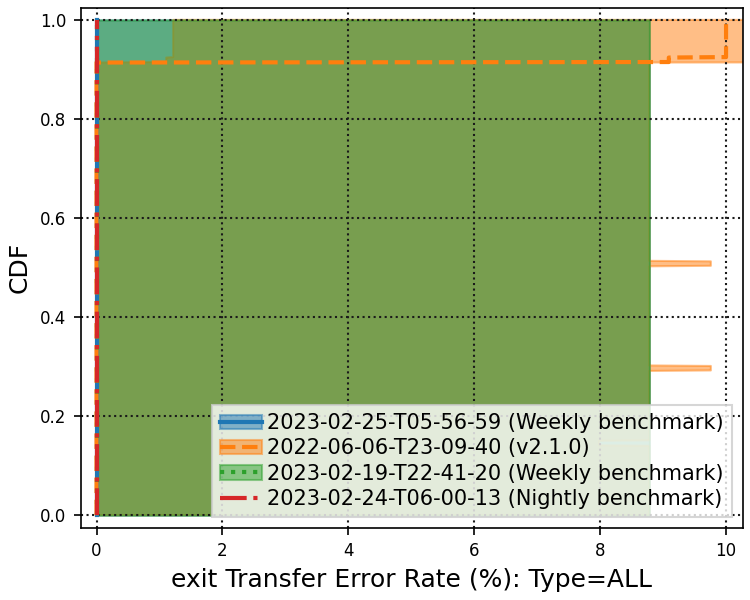 1.0
0.8
0.6
0.4
0.2
0.0
CDF
2023-02-25-T05-56-59 (Weekly benchmark)
2022-06-06-T23-09-40 (v2.1.0)
2023-02-19-T22-41-20 (Weekly benchmark)
2023-02-24-T06-00-13 (Nightly benchmark)
0 2 4 6 8 10
exit Transfer Error Rate (%): Type=ALL